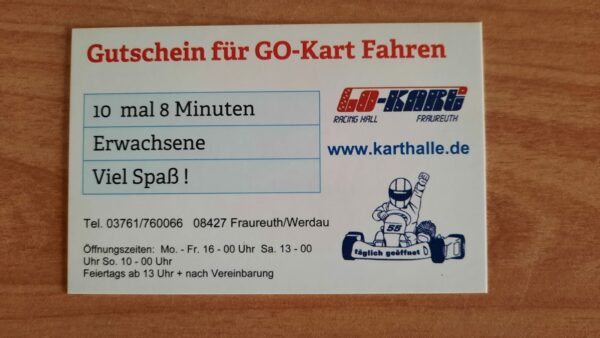 Gutschein für GO-Kart Fahren
10 mal 8 Minuten
Erwachsene
Viel Spaß !
LO-KART
RACING HALL FRAUREUTH
www.karthalle.de
55
täglich geöffnet
Tel. 03761/760066 08427 Fraureuth/Werdau
Öffnungszeiten: Mo. - Fr. 16 - 00 Uhr Sa. 13 - 00
Uhr So. 10 - 00 Uhr
Feiertags ab 13 Uhr + nach Vereinbarung